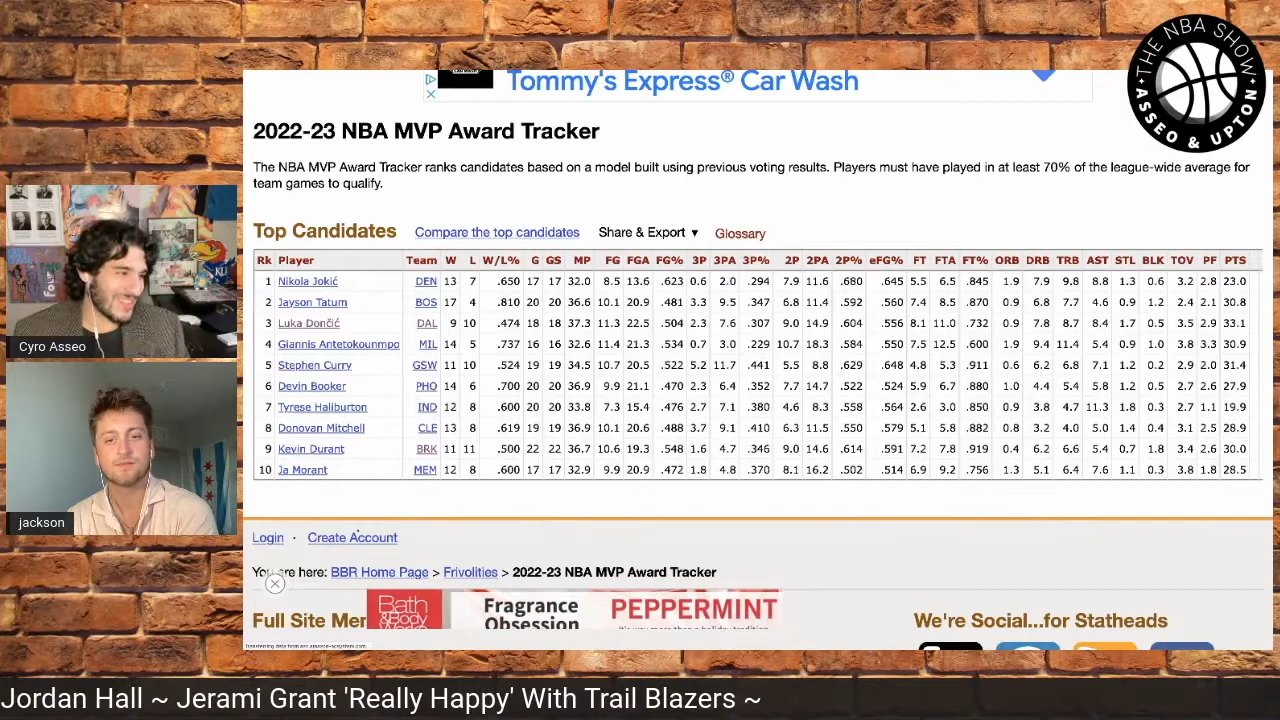 Tommy's Express® Car Wash
THE NBA SHOW
ASSEO & UPTON
2022-23 NBA MVP Award Tracker
The NBA MVP Award Tracker ranks candidates based on a model built using previous voting results. Players must have played in at least 70% of the league-wide average for
team games to qualify.
Top Candidates Compare the top candidates Share & Export ▼ Glossary
Rk Player Team W L W/L% G GS MP FG FGA FG% 3P 3PA 3P% 2P 2PA 2P% eFG% FT FTA FT% ORB DRB TRB AST STL BLK TOV PF PTS
1 Nikola Jokić DEN 13 7 .650 17 17 32.0 8.5 13.6 .623 0.6 2.0 .294 7.9 11.6 .680 .645 5.5 6.5 .845 1.9 7.9 9.8 8.8 1.3 0.6 3.2 2.8 23.0
2 Jayson Tatum BOS 17 4 .810 20 20 36.6 10.1 20.9 .481 3.3 9.5 .347 6.8 11.4 .592 .560 7.4 8.5 .870 0.9 6.8 7.7 4.6 0.9 1.2 2.4 2.1 30.8
3 Luka Dončić DAL 9 10 .474 18 18 37.3 11.3 22.5 .504 2.3 7.6 .307 9.0 14.9 .604 .556 8.1 11.0 .732 0.9 7.8 8.7 8.4 1.7 0.5 3.5 2.9 33.1
4 Giannis Antetokounmpo MIL 14 5 .737 16 16 32.6 11.4 21.3 .534 0.7 3.0 .229 10.7 18.3 .584 .550 7.5 12.5 .600 1.9 9.4 11.4 5.4 0.9 1.0 3.8 3.3 30.9
5 Stephen Curry GSW 11 10 .524 19 19 34.5 10.7 20.5 .522 5.2 11.7 .441 5.5 8.8 .629 .648 4.8 5.3 .911 0.6 6.2 6.8 7.1 1.2 0.2 2.9 2.0 31.4
6 Devin Booker PHO 14 6 .700 20 20 36.9 9.9 21.1 .470 2.3 6.4 .352 7.7 14.7 .522 .524 5.9 6.7 .880 1.0 4.4 5.4 5.8 1.2 0.5 2.7 2.6 27.9
7 Tyrese Haliburton IND 12 8 .600 20 20 33.8 7.3 15.4 .476 2.7 7.1 .380 4.6 8.3 .558 .564 2.6 3.0 .850 0.9 3.8 4.7 11.3 1.8 0.3 2.7 1.1 19.9
8 Donovan Mitchell CLE 13 8 .619 19 19 36.9 10.1 20.6 .488 3.7 9.1 .410 6.3 11.5 .550 .579 5.1 5.8 .882 0.8 3.2 4.0 5.0 1.4 0.4 3.1 2.5 28.9
9 Kevin Durant BRK 11 11 .500 22 22 36.7 10.6 19.3 .548 1.6 4.7 .346 9.0 14.6 .614 .591 7.2 7.8 .919 0.4 6.2 6.6 5.4 0.7 1.8 3.4 2.6 30.0
10 Ja Morant MEM 12 8 .600 17 17 32.9 9.9 20.9 .472 1.8 4.8 .370 8.1 16.2 .502 .514 6.9 9.2 .756 1.3 5.1 6.4 7.6 1.1 0.3 3.8 1.8 28.5
Cyro Asseo
jackson
Login · Create Account
You are here: BBR Home Page > Frivolities > 2022-23 NBA MVP Award Tracker
Full Site Men
Bath
& Body
Works
Fragrance
Obsession
PEPPERMINT
We're Social...for Statheads
KU
Jordan Hall ~ Jerami Grant 'Really Happy' With Trail Blazers ~